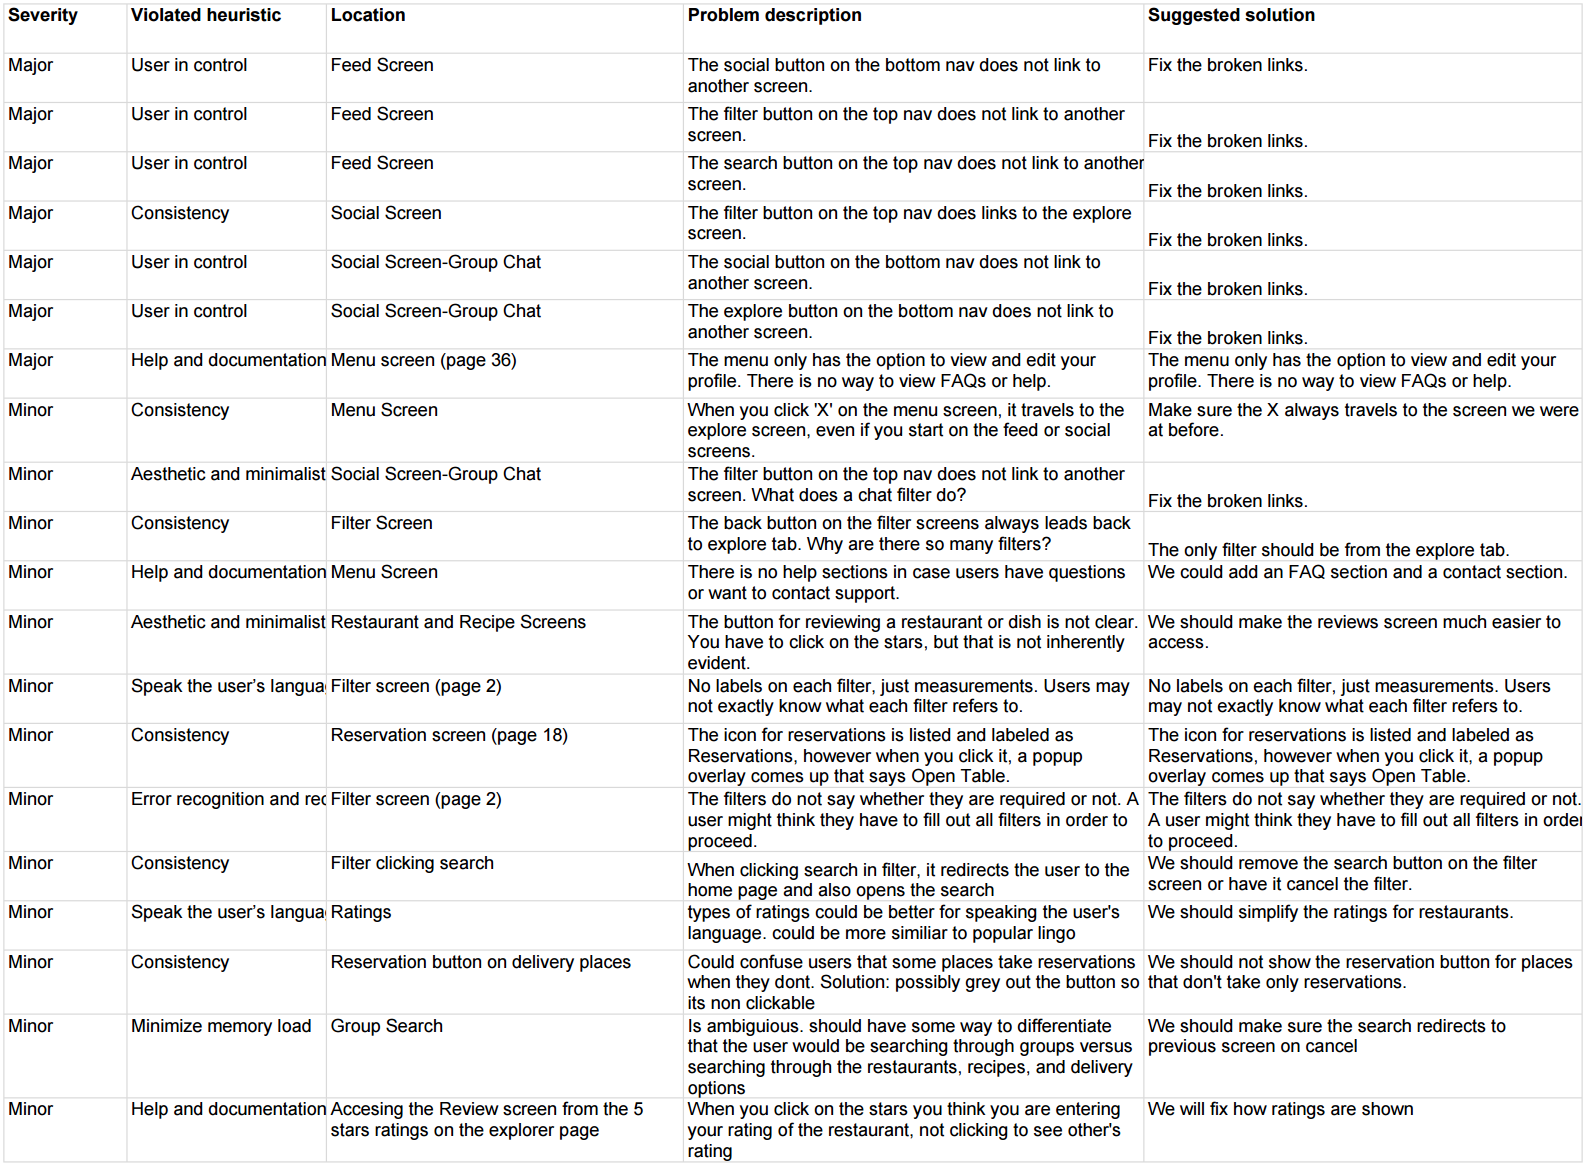 Severity Violated heuristic Location Problem description Suggested solution
Major User in control Feed Screen The social button on the bottom nav does not link to Fix the broken links.
another screen.
Major User in control Feed Screen The filter button on the top nav does not link to another
screen. Fix the broken links.
Major User in control Feed Screen The search button on the top nav does not link to another
screen. Fix the broken links.
Major Consistency Social Screen The filter button on the top nav does links to the explore
screen. Fix the broken links.
Major User in control Social Screen-Group Chat The social button on the bottom nav does not link to
another screen. Fix the broken links.
Major User in control Social Screen-Group Chat The explore button on the bottom nav does not link to
another screen. Fix the broken links.
Major Help and documentation Menu screen (page 36) The menu only has the option to view and edit your The menu only has the option to view and edit your
profile. There is no way to view FAQs or help. profile. There is no way to view FAQs or help.
Minor Consistency Menu Screen When you click 'X' on the menu screen, it travels to the Make sure the X always travels to the screen we were
explore screen, even if you start on the feed or social at before.
screens.
Minor Aesthetic and minimalist Social Screen-Group Chat The filter button on the top nav does not link to another
screen. What does a chat filter do? Fix the broken links.
Minor Consistency Filter Screen The back button on the filter screens always leads back
to explore tab. Why are there so many filters? The only filter should be from the explore tab.
Minor Help and documentation Menu Screen There is no help sections in case users have questions We could add an FAQ section and a contact section.
or want to contact support.
Minor Aesthetic and minimalist Restaurant and Recipe Screens The button for reviewing a restaurant or dish is not clear. We should make the reviews screen much easier to
You have to click on the stars, but that is not inherently access.
evident.
Minor Speak the user's langua Filter screen (page 2) No labels on each filter, just measurements. Users may No labels on each filter, just measurements. Users
not exactly know what each filter refers to. may not exactly know what each filter refers to.
Minor Consistency Reservation screen (page 18) The icon for reservations is listed and labeled as The icon for reservations is listed and labeled as
Reservations, however when you click it, a popup Reservations, however when you click it, a popup
overlay comes up that says Open Table. overlay comes up that says Open Table.
Minor Error recognition and rec Filter screen (page 2) The filters do not say whether they are required or not. A The filters do not say whether they are required or not.
user might think they have to fill out all filters in order to A user might think they have to fill out all filters in order
proceed. to proceed.
Minor Consistency Filter clicking search When clicking search in filter, it redirects the user to the We should remove the search button on the filter
home page and also opens the search screen or have it cancel the filter.
Minor Speak the user's langua Ratings types of ratings could be better for speaking the user's We should simplify the ratings for restaurants.
language. could be more similiar to popular lingo
Minor Consistency Reservation button on delivery places Could confuse users that some places take reservations We should not show the reservation button for places
when they dont. Solution: possibly grey out the button so that don't take only reservations.
its non clickable
Minor Minimize memory load Group Search Is ambiguious. should have some way to differentiate We should make sure the search redirects to
that the user would be searching through groups versus previous screen on cancel
searching through the restaurants, recipes, and delivery
options
Minor Help and documentation Accesing the Review screen from the 5 When you click on the stars you think you are entering We will fix how ratings are shown
stars ratings on the explorer page your rating of the restaurant, not clicking to see other's
rating